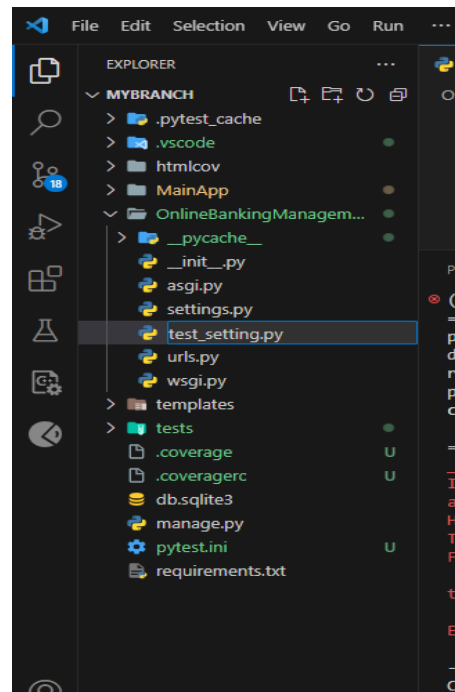 File Edit Selection View Go Run ...
EXPLORER ...
MYBRANCH
.pytest_cache
.vscode
htmlcov
MainApp
OnlineBankingManagem...
__pycache__
__init__.py
asgi.py
settings.py
test_setting.py
urls.py
wsgi.py
templates
tests
.coverage U
.coveragerc U
db.sqlite3
manage.py
pytest.ini U
requirements.txt
18